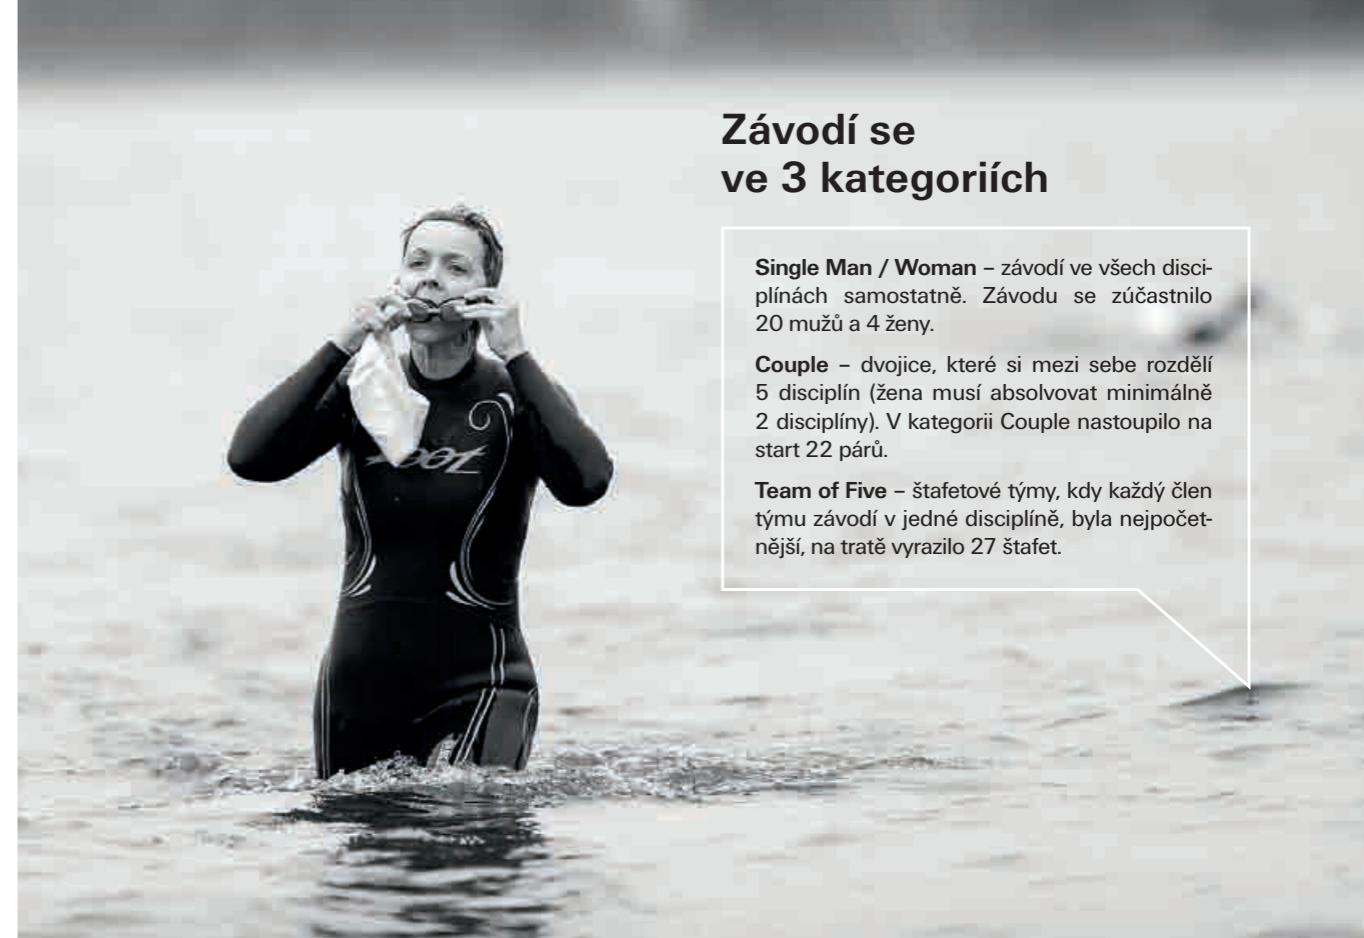 Závodí se
ve 3 kategoriích
Single Man / Woman – závodí ve všech disci-
plínách samostatně. Závodu se zúčastnilo
20 mužů a 4 ženy.
Couple – dvojice, které si mezi sebe rozdělí
5 disciplín (žena musí absolvovat minimálně
2 disciplíny). V kategorii Couple nastoupilo na
start 22 párů.
Team of Five – štafetové týmy, kdy každý člen
týmu závodí v jedné disciplíně, byla nejpočet-
nější, na tratě vyrazilo 27 štafet.